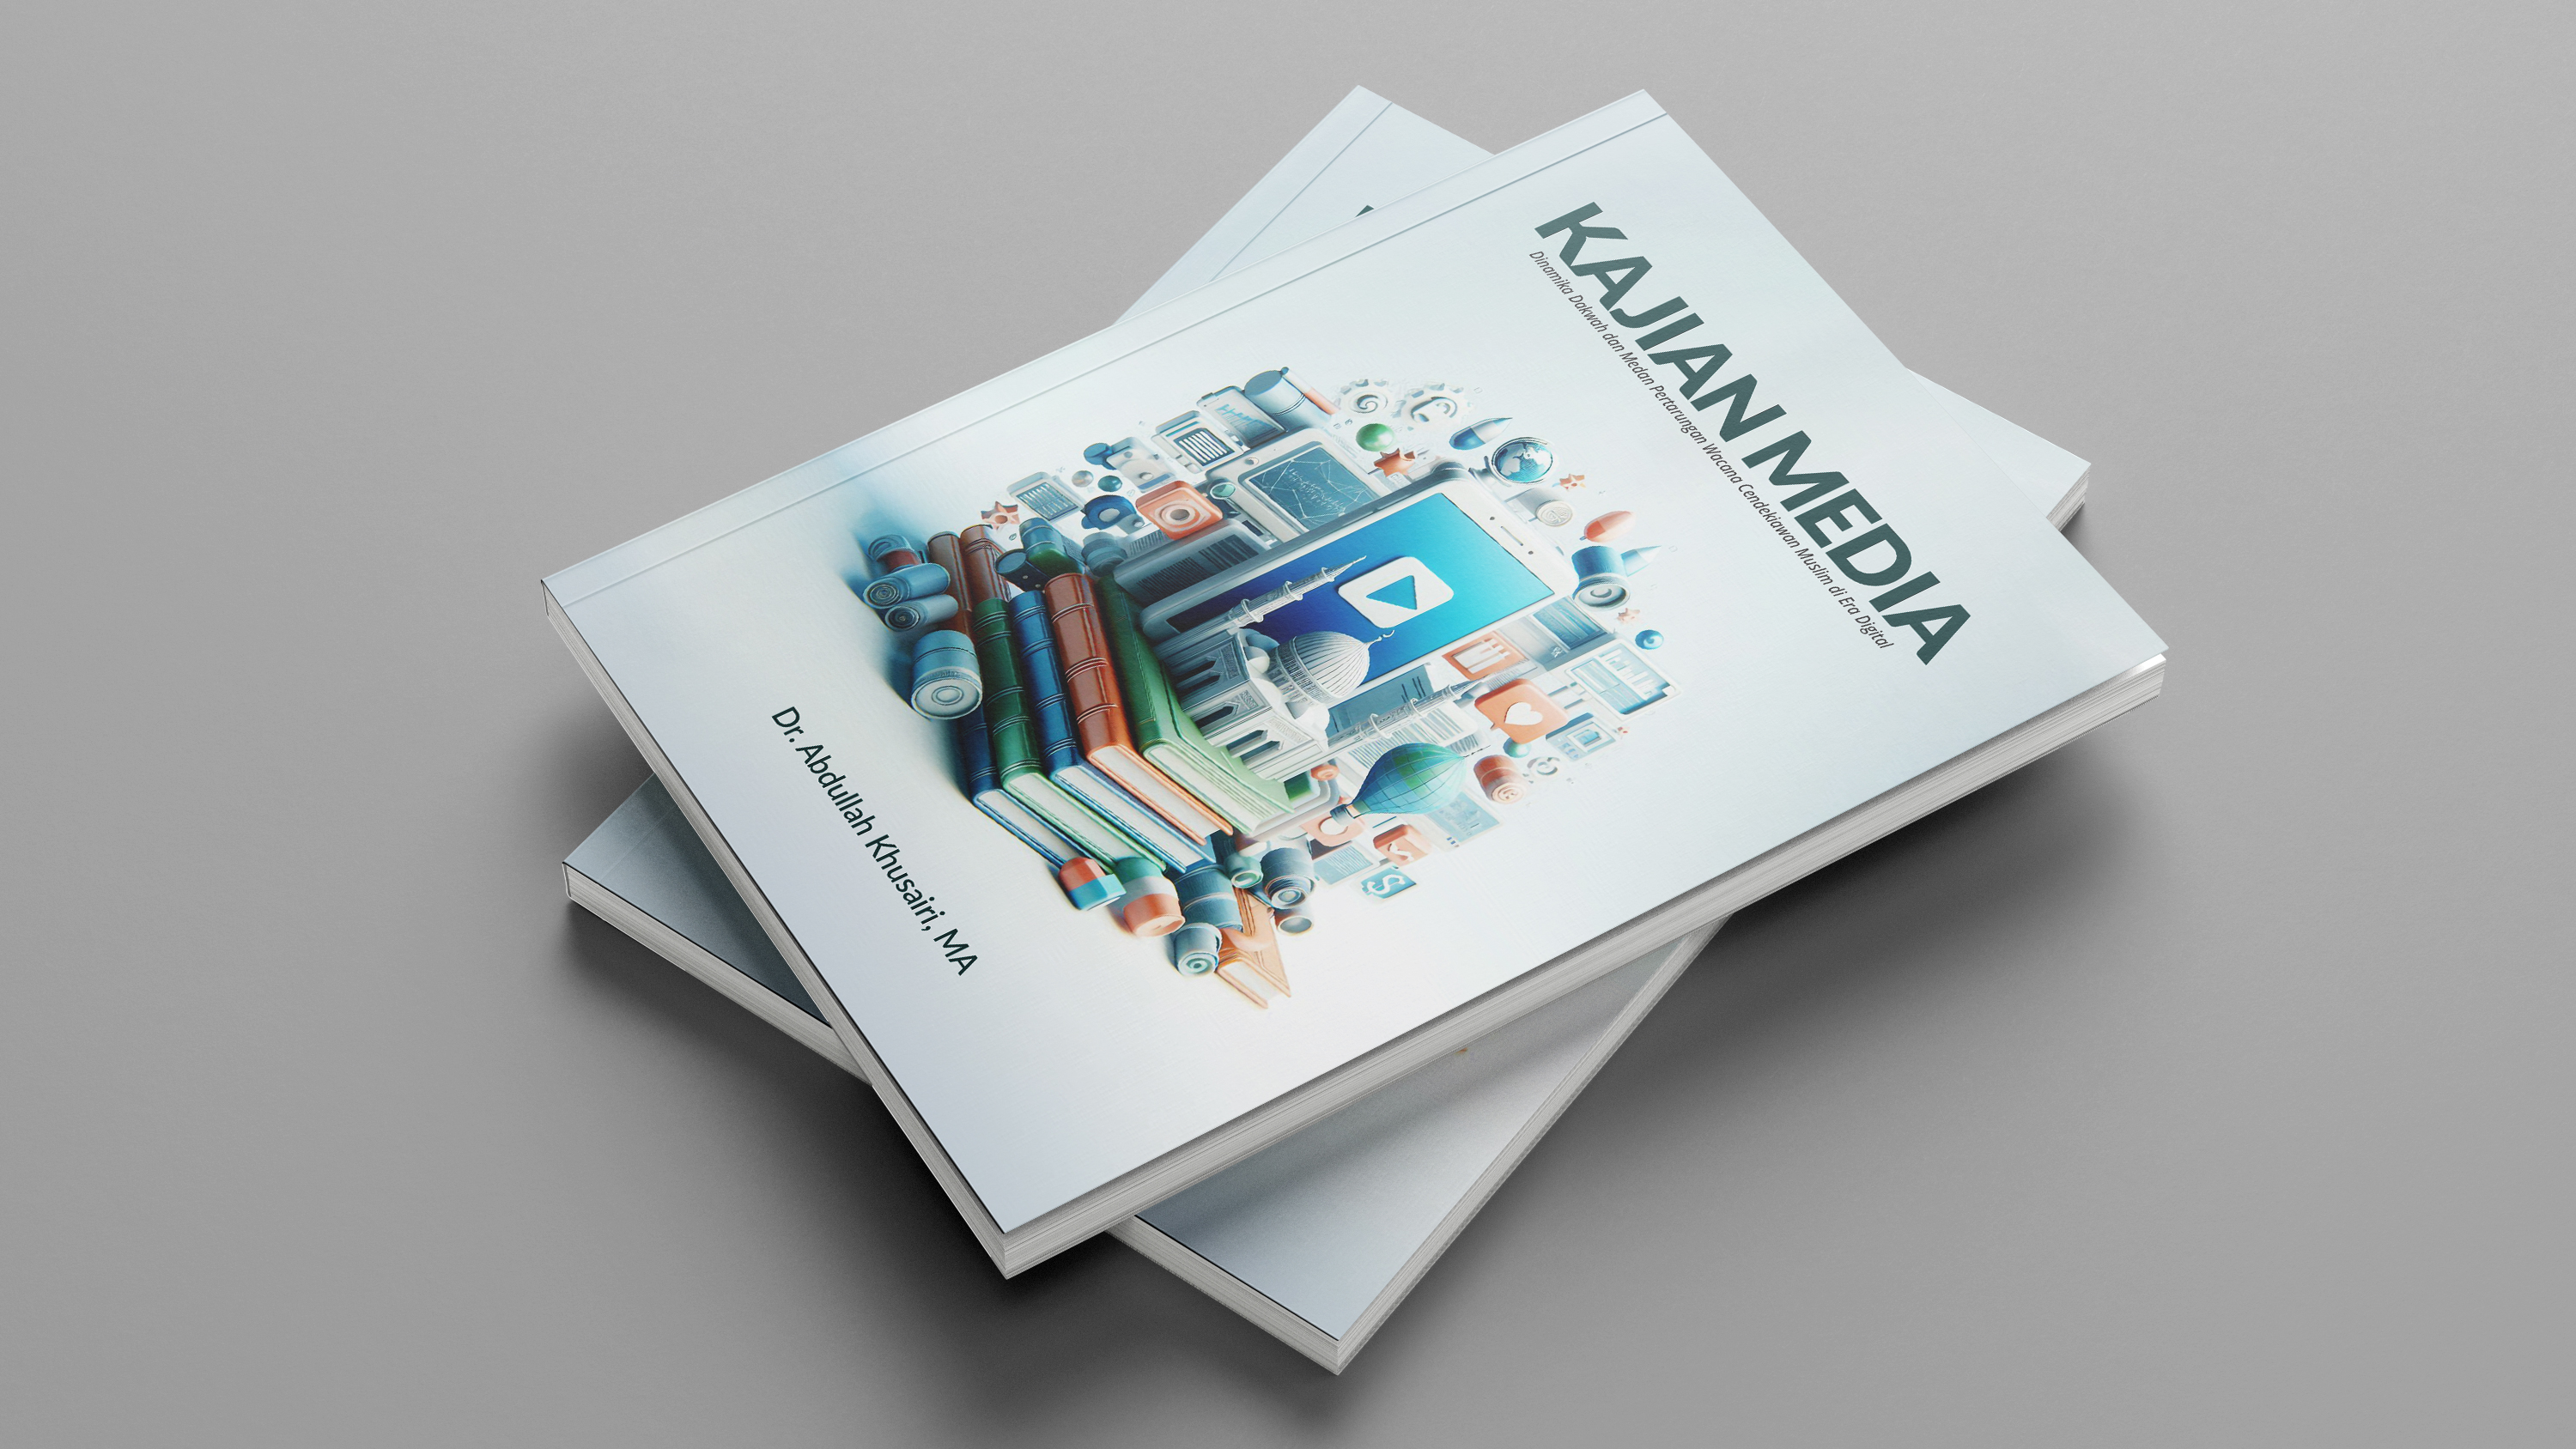 KAJIAN MEDIA
Dinamika Dakwah dan Medan Pertarungan Wacana Cendekiawan Muslim di Era Digital
Dr. Abdullah Khusairi, MA